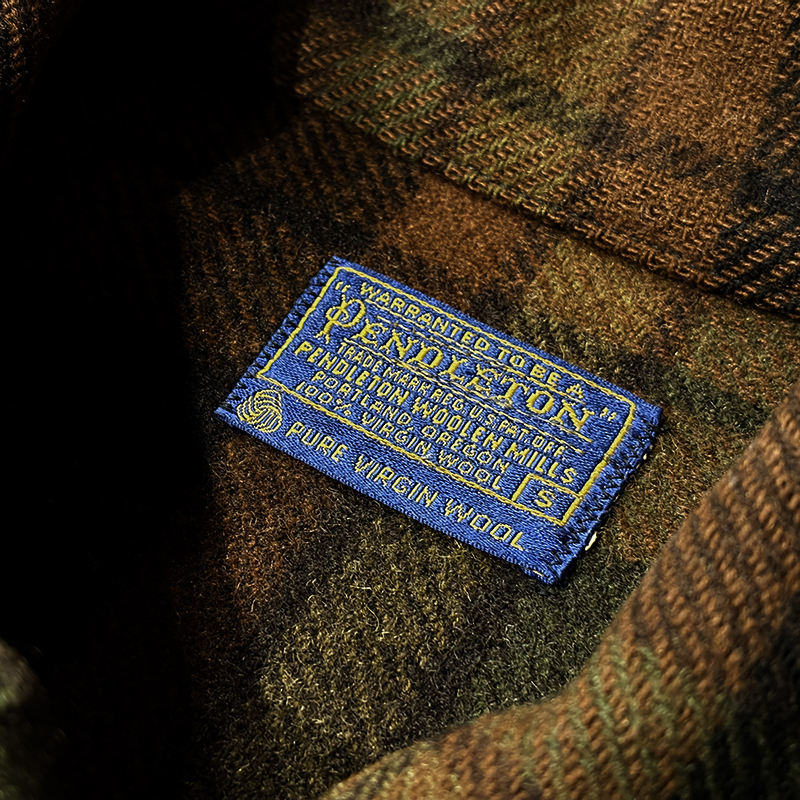 "WARRANTED TO BE A
PENDLETON"
TRADE MARK REG. U.S. PAT. OFF.
PENDLETON WOOLEN MILLS
PORTLAND, OREGON
100% VIRGIN WOOL
S
PURE VIRGIN WOOL